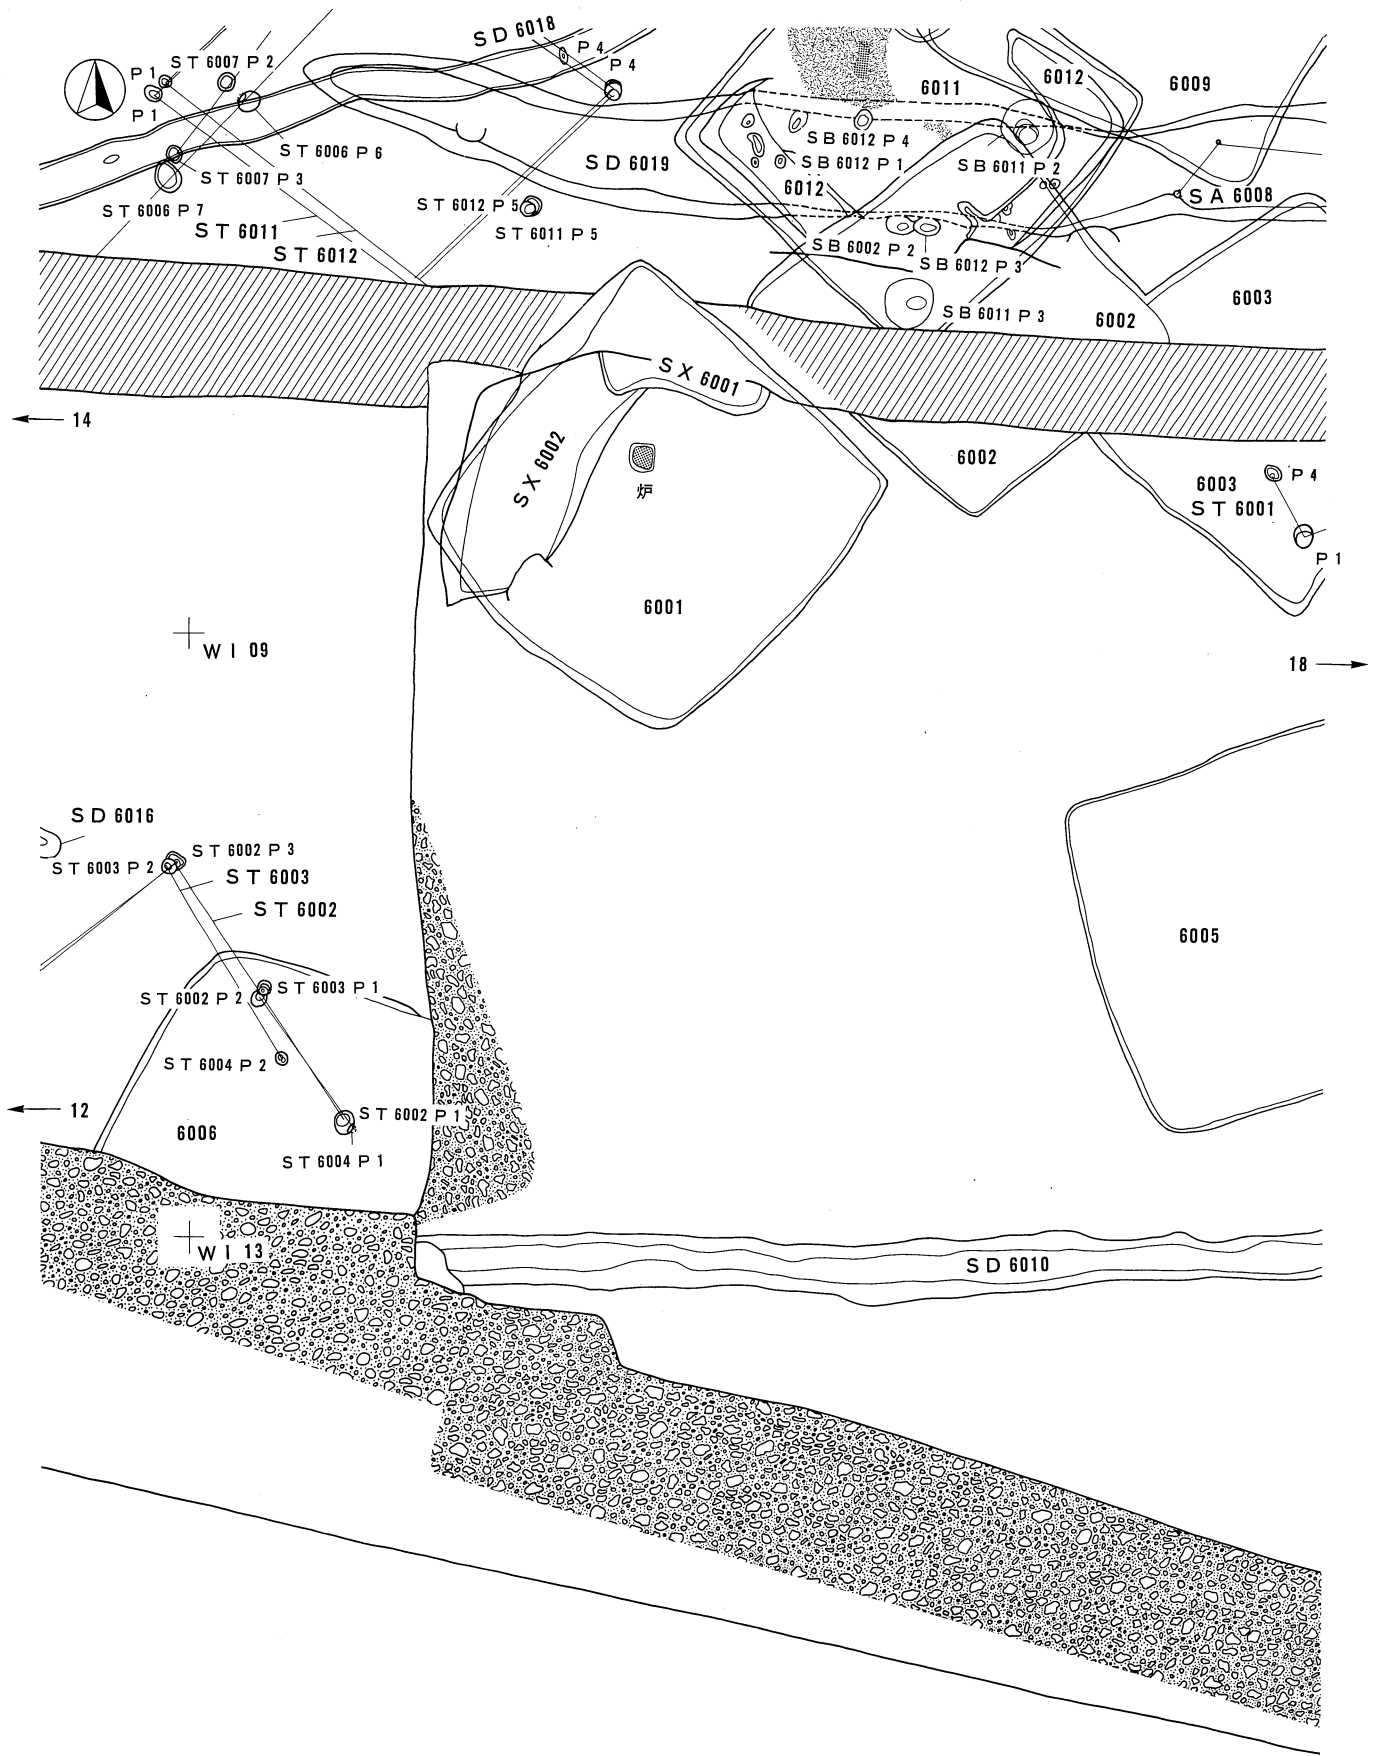 SD 6018
P 4
P 4
ST 6007 P 2
P 1
P 1
6011
6012
6009
ST 6006 P 6
SB 6012 P 4
SD 6019
SB 6012 P 1
SB 6011 P 2
ST 6007 P 3
6012
SA 6008
ST 6006 P 7
ST 6012 P 5
ST 6011
ST 6011 P 5
ST 6012
SB 6002 P 2
SB 6012 P 3
6003
SB 6011 P 3
6002
SX 6001
14
SX 6002
6002
炉
6003
P 4
ST 6001
P 1
6001
WI 09
18
SD 6016
ST 6002 P 3
ST 6003 P 2
ST 6003
ST 6002
6005
ST 6003 P 1
ST 6002 P 2
ST 6004 P 2
12
ST 6002 P 1
6006
ST 6004 P 1
WI 13
SD 6010